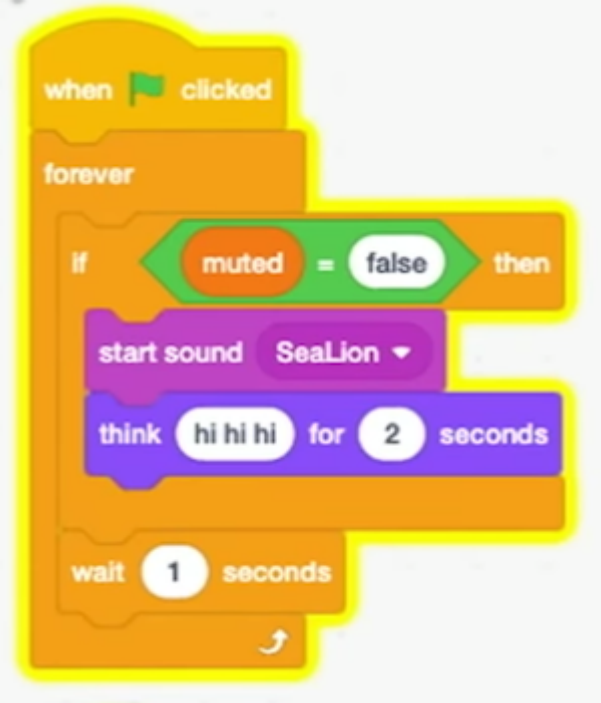 when clicked
forever
if muted = false then
start sound SeaLion
think hi hi hi for 2 seconds
wait 1 seconds